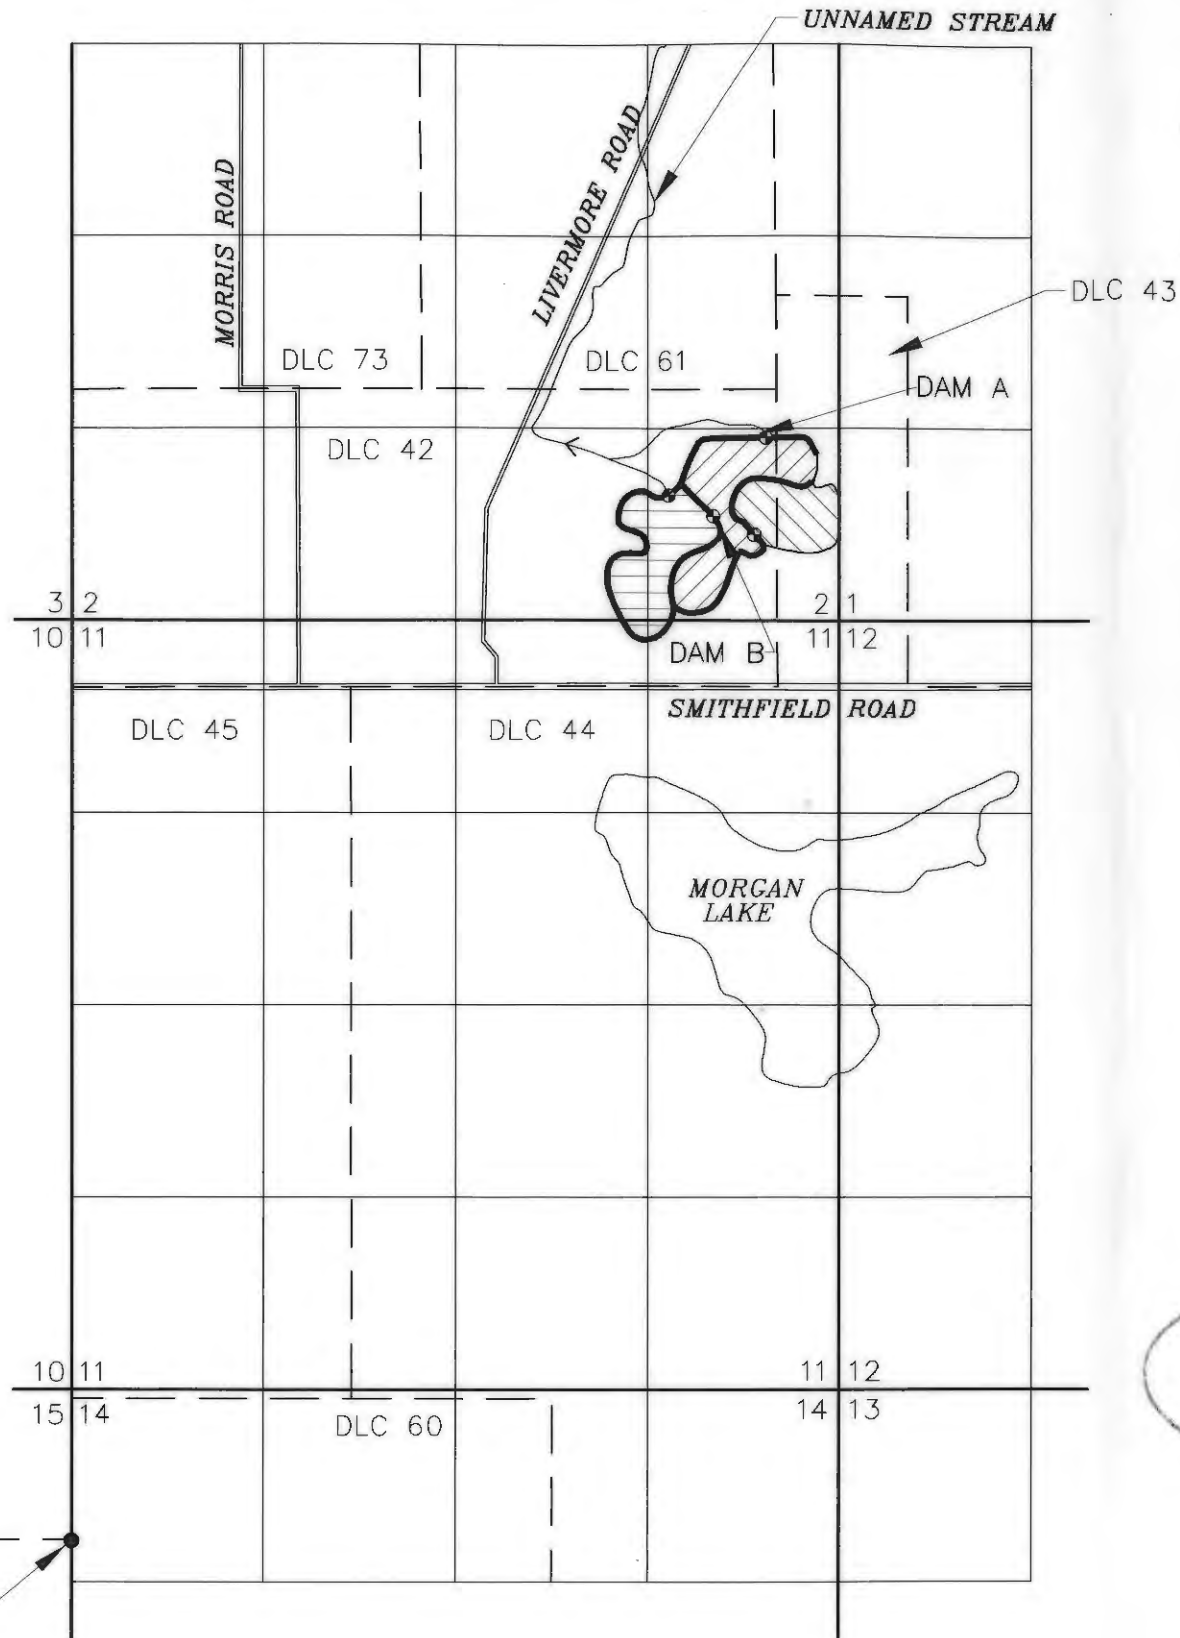 UNNAMED STREAM
MORRIS ROAD
LIVERMORE ROAD
DLC 43
DLC 73
DLC 61
DAM A
DLC 42
3 2
2 1
10 11
11 12
DAM B
SMITHFIELD ROAD
DLC 45
DLC 44
MORGAN
LAKE
10 11
11 12
15 14
14 13
DLC 60